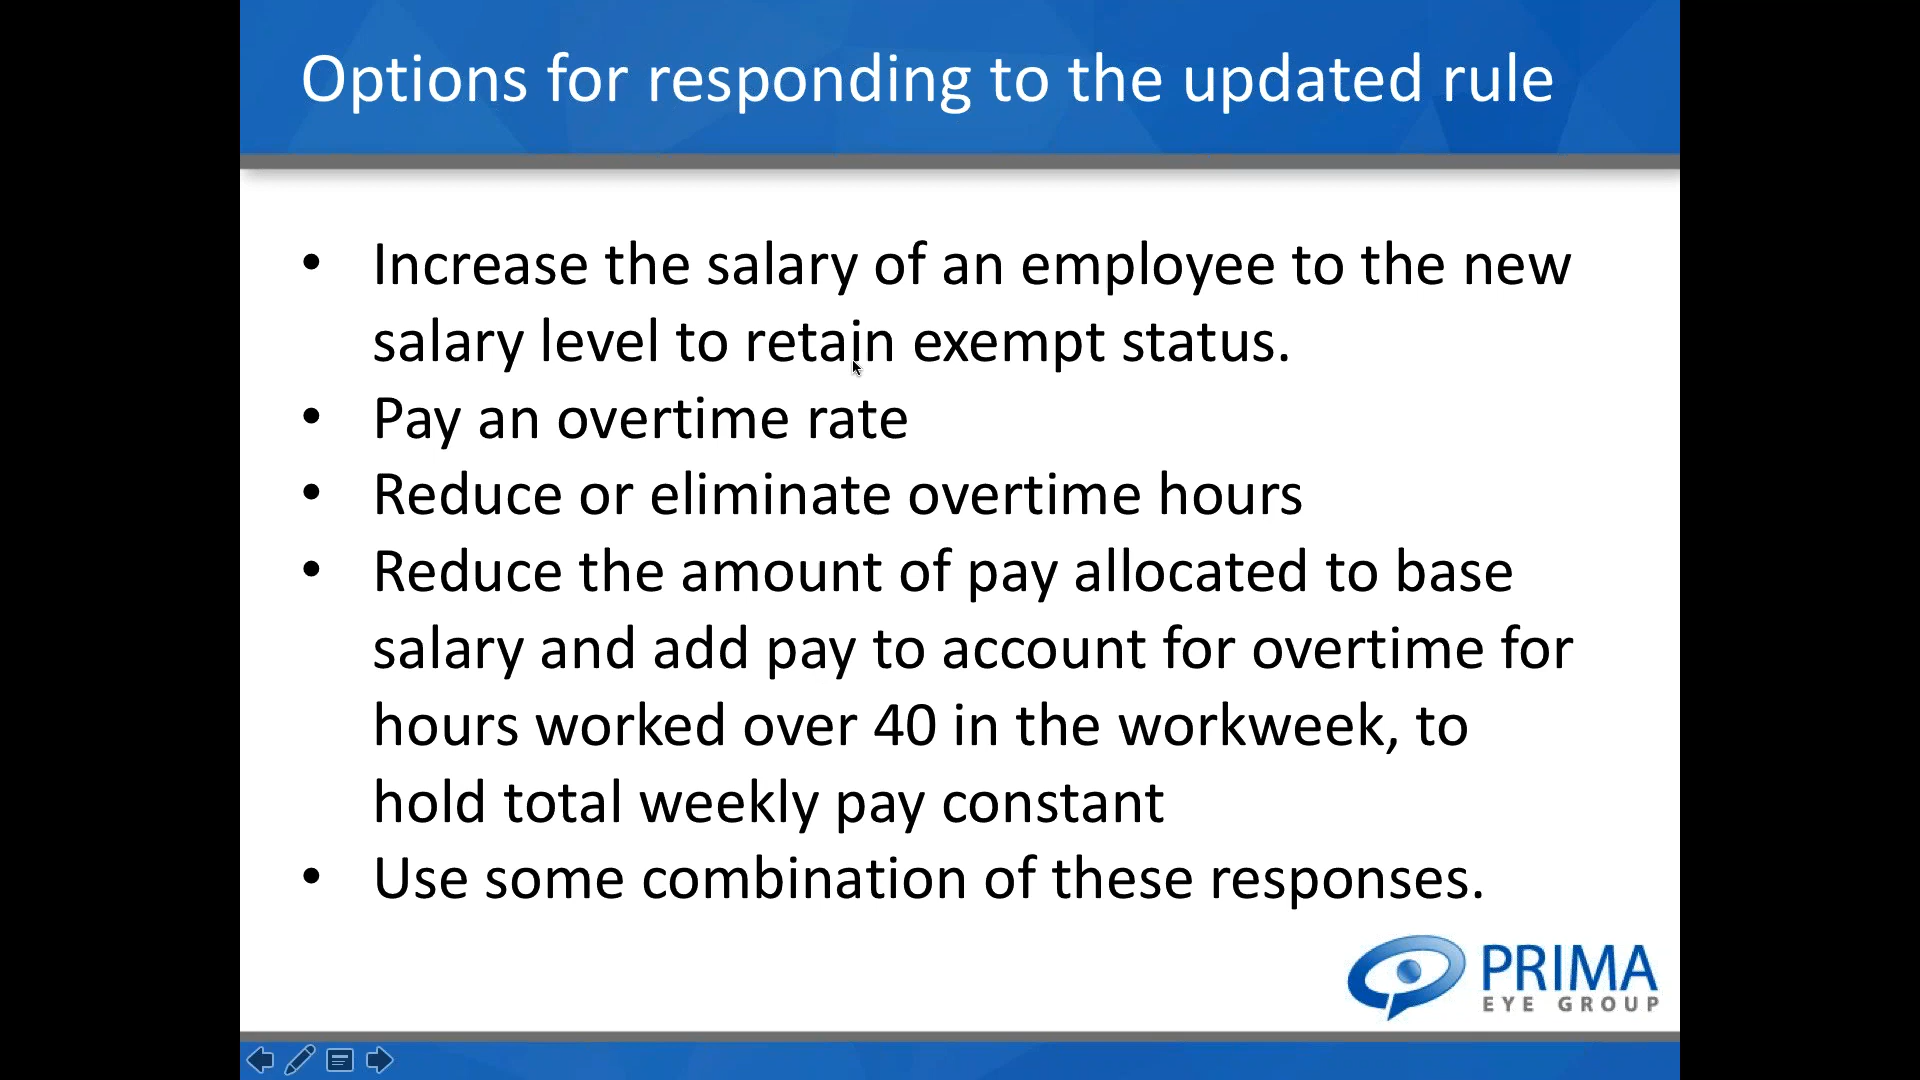 Options for responding to the updated rule
• Increase the salary of an employee to the new
salary level to retain exempt status.
• Pay an overtime rate
• Reduce or eliminate overtime hours
• Reduce the amount of pay allocated to base
salary and add pay to account for overtime for
hours worked over 40 in the workweek, to
hold total weekly pay constant
• Use some combination of these responses.
PRIMA
EYE GROUP